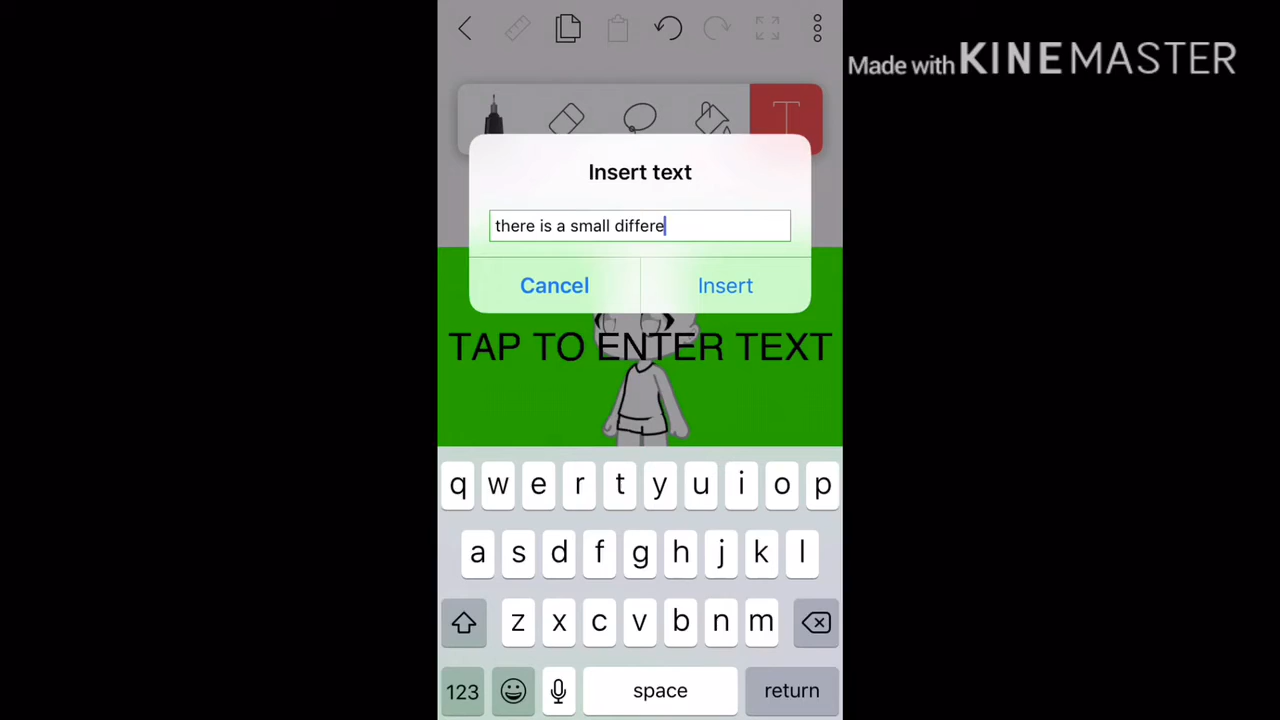 Made with KINEMASTER
Insert text
there is a small differe
Cancel Insert
TAP TO ENTER TEXT
q w e r t y u i o p
a s d f g h j k l
z x c v b n m
123 space return